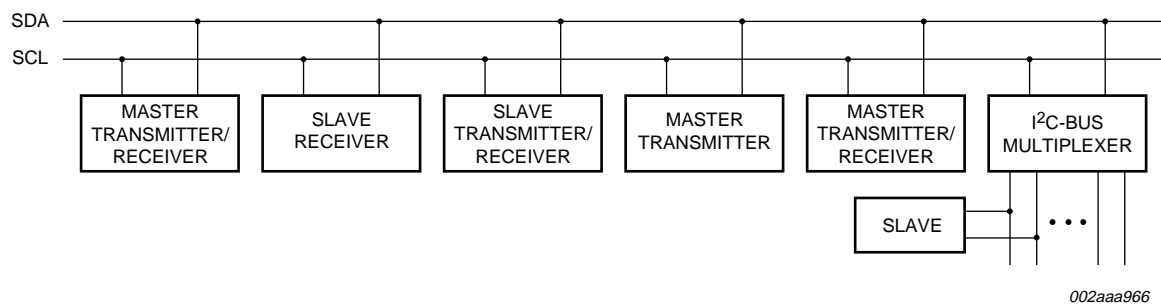 SDA
SCL
MASTER
TRANSMITTER/
RECEIVER
SLAVE
RECEIVER
SLAVE
TRANSMITTER/
RECEIVER
MASTER
TRANSMITTER
MASTER
TRANSMITTER/
RECEIVER
I²C-BUS
MULTIPLEXER
SLAVE
002aaa966